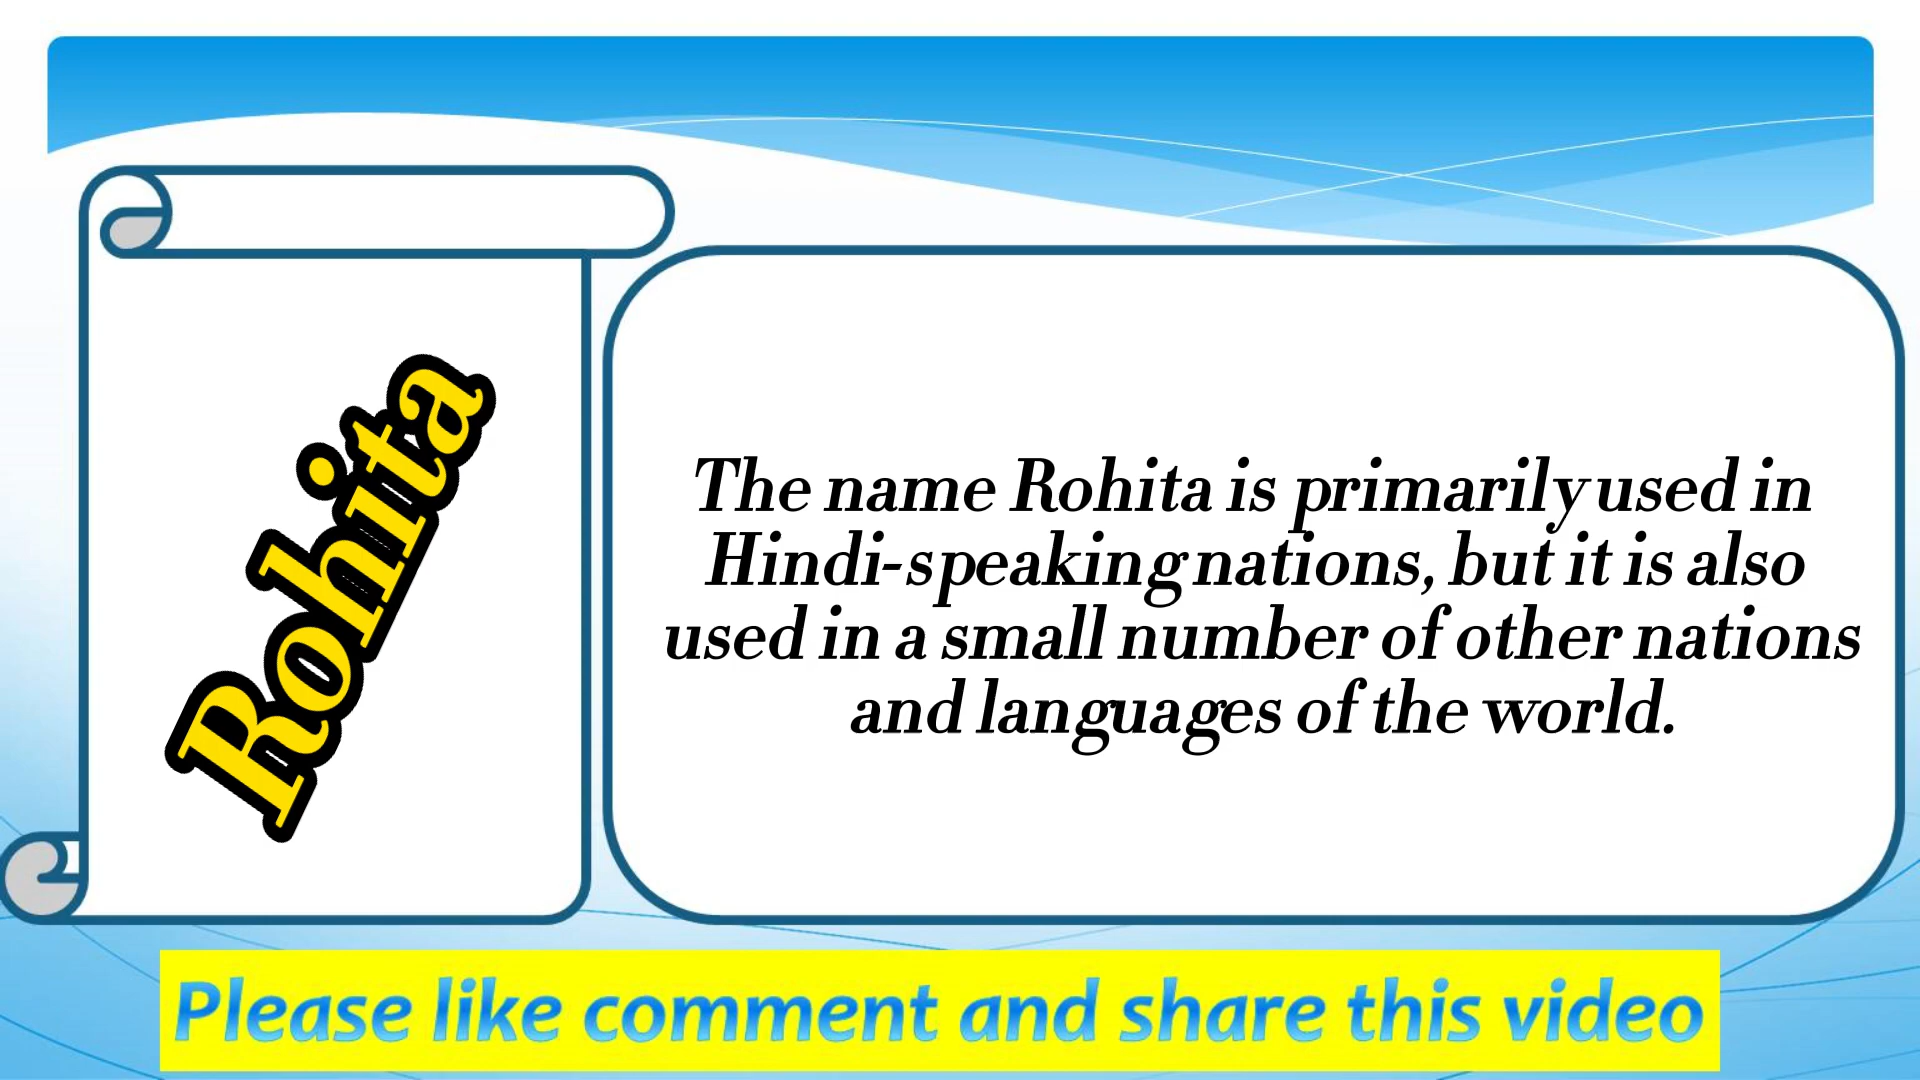 Rohita
The name Rohita is primarily used in
Hindi-speaking nations, but it is also
used in a small number of other nations
and languages of the world.
Please like comment and share this video